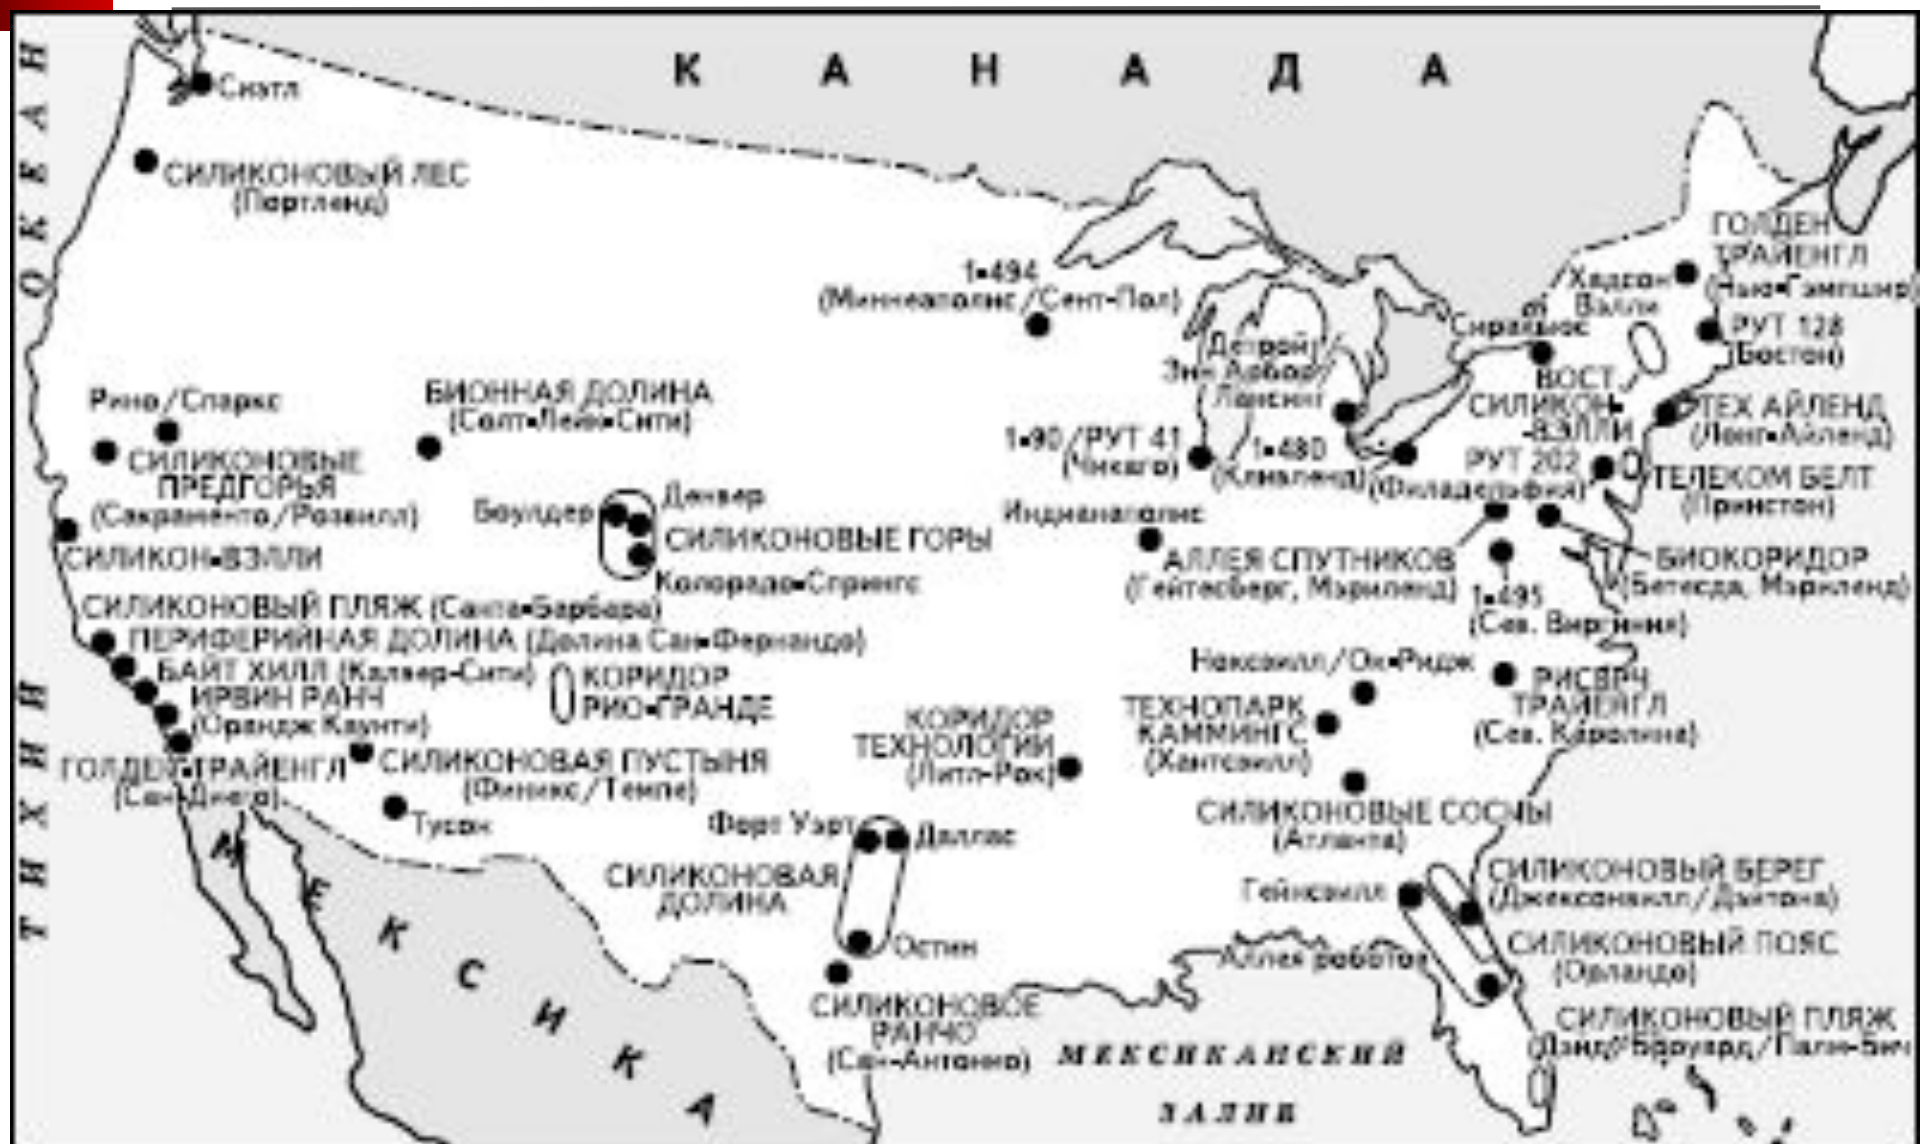 КАНАДА
ТИХИЙ ОКЕАН
Сиэтл
СИЛИКОНОВЫЙ ЛЕС
(Портленд)
ГОЛДЕН
ТРАЙЕНГЛ
(Нью-Гэмпшир)
Хадсон
Вэлли
1-494
(Миннеаполис/Сент-Пол)
Сиракьюс
РУТ 128
(Бостон)
Детройт
Энн Арбор/
Лансинг
ВОСТ.
СИЛИКОН-
-ВЭЛЛИ
Рино/Спаркс
БИОННАЯ ДОЛИНА
(Солт-Лейк-Сити)
ТЕХ АЙЛЕНД
(Лонг-Айленд)
1-90/РУТ 41
(Чикаго)
1-480
(Кливленд)
РУТ 202
(Филадельфия)
ТЕЛЕКОМ БЕЛТ
(Принстон)
СИЛИКОНОВЫЕ
ПРЕДГОРЬЯ
(Сакраменто/Розвилл)
Боулдер
Денвер
СИЛИКОНОВЫЕ ГОРЫ
Колорадо-Спрингс
Индианаполис
СИЛИКОН-ВЭЛЛИ
АЛЛЕЯ СПУТНИКОВ
(Гейтесберг, Мэриленд)
БИОКОРИДОР
(Бетесда, Мэриленд)
1-495
(Сев. Виргиния)
СИЛИКОНОВЫЙ ПЛЯЖ (Санта-Барбара)
ПЕРИФЕРИЙНАЯ ДОЛИНА (Долина Сан-Фернандо)
БАЙТ ХИЛЛ (Калвер-Сити)
ИРВИН РАНЧ
(Орандж Каунти)
КОРИДОР
РИО-ГРАНДЕ
Ноксвилл/Ок-Ридж
РИСЕРЧ
ТРАЙЕНГЛ
(Сев. Каролина)
ТЕХНОПАРК
КАММИНГС
(Хантсвилл)
КОРИДОР
ТЕХНОЛОГИИ
(Литл-Рок)
ГОЛДЕН-ТРАЙЕНГЛ
(Сан-Диего)
СИЛИКОНОВАЯ ПУСТЫНЯ
(Финикс/Темпе)
Тусон
СИЛИКОНОВЫЕ СОСНЫ
(Атланта)
Форт Уэрт
Даллас
СИЛИКОНОВАЯ
ДОЛИНА
Остин
Гейнсвилл
СИЛИКОНОВЫЙ БЕРЕГ
(Джексонвилл/Дэйтона)
СИЛИКОНОВЫЙ ПОЯС
(Орландо)
Аллея роботов
СИЛИКОНОВОЕ
РАНЧО
(Сан-Антонио)
СИЛИКОНОВЫЙ ПЛЯЖ
(Дэйд/Броуард/Палм-Бич
МЕКСИКА
МЕКСИКАНСКИЙ
ЗАЛИВ